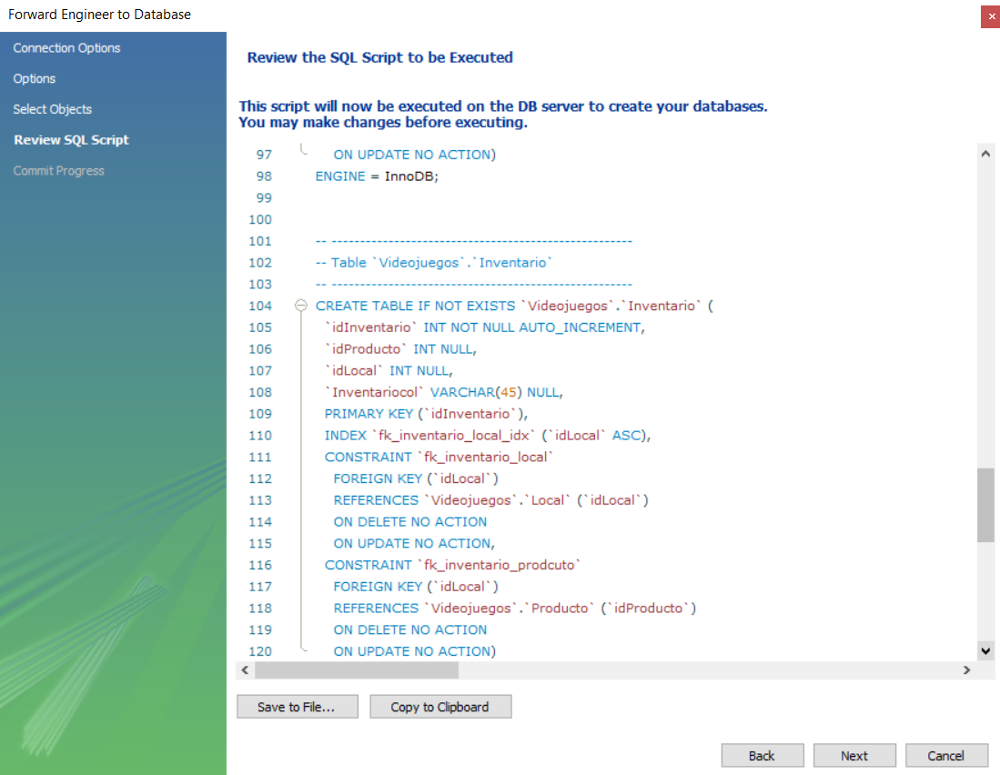 Forward Engineer to Database
Connection Options
Options
Select Objects
Review SQL Script
Commit Progress
Review the SQL Script to be Executed
This script will now be executed on the DB server to create your databases.
You may make changes before executing.
97 ON UPDATE NO ACTION)
98 ENGINE = InnoDB;
99
100
101 -- -----------------------------------------------------
102 -- Table `Videojuegos`.`Inventario`
103 -- -----------------------------------------------------
104 CREATE TABLE IF NOT EXISTS `Videojuegos`.`Inventario` (
105 `idInventario` INT NOT NULL AUTO_INCREMENT,
106 `idProducto` INT NULL,
107 `idLocal` INT NULL,
108 `Inventariocol` VARCHAR(45) NULL,
109 PRIMARY KEY (`idInventario`),
110 INDEX `fk_inventario_local_idx` (`idLocal` ASC),
111 CONSTRAINT `fk_inventario_local`
112 FOREIGN KEY (`idLocal`)
113 REFERENCES `Videojuegos`.`Local` (`idLocal`)
114 ON DELETE NO ACTION
115 ON UPDATE NO ACTION,
116 CONSTRAINT `fk_inventario_prodcuto`
117 FOREIGN KEY (`idLocal`)
118 REFERENCES `Videojuegos`.`Producto` (`idProducto`)
119 ON DELETE NO ACTION
120 ON UPDATE NO ACTION)
Save to File...
Copy to Clipboard
Back
Next
Cancel